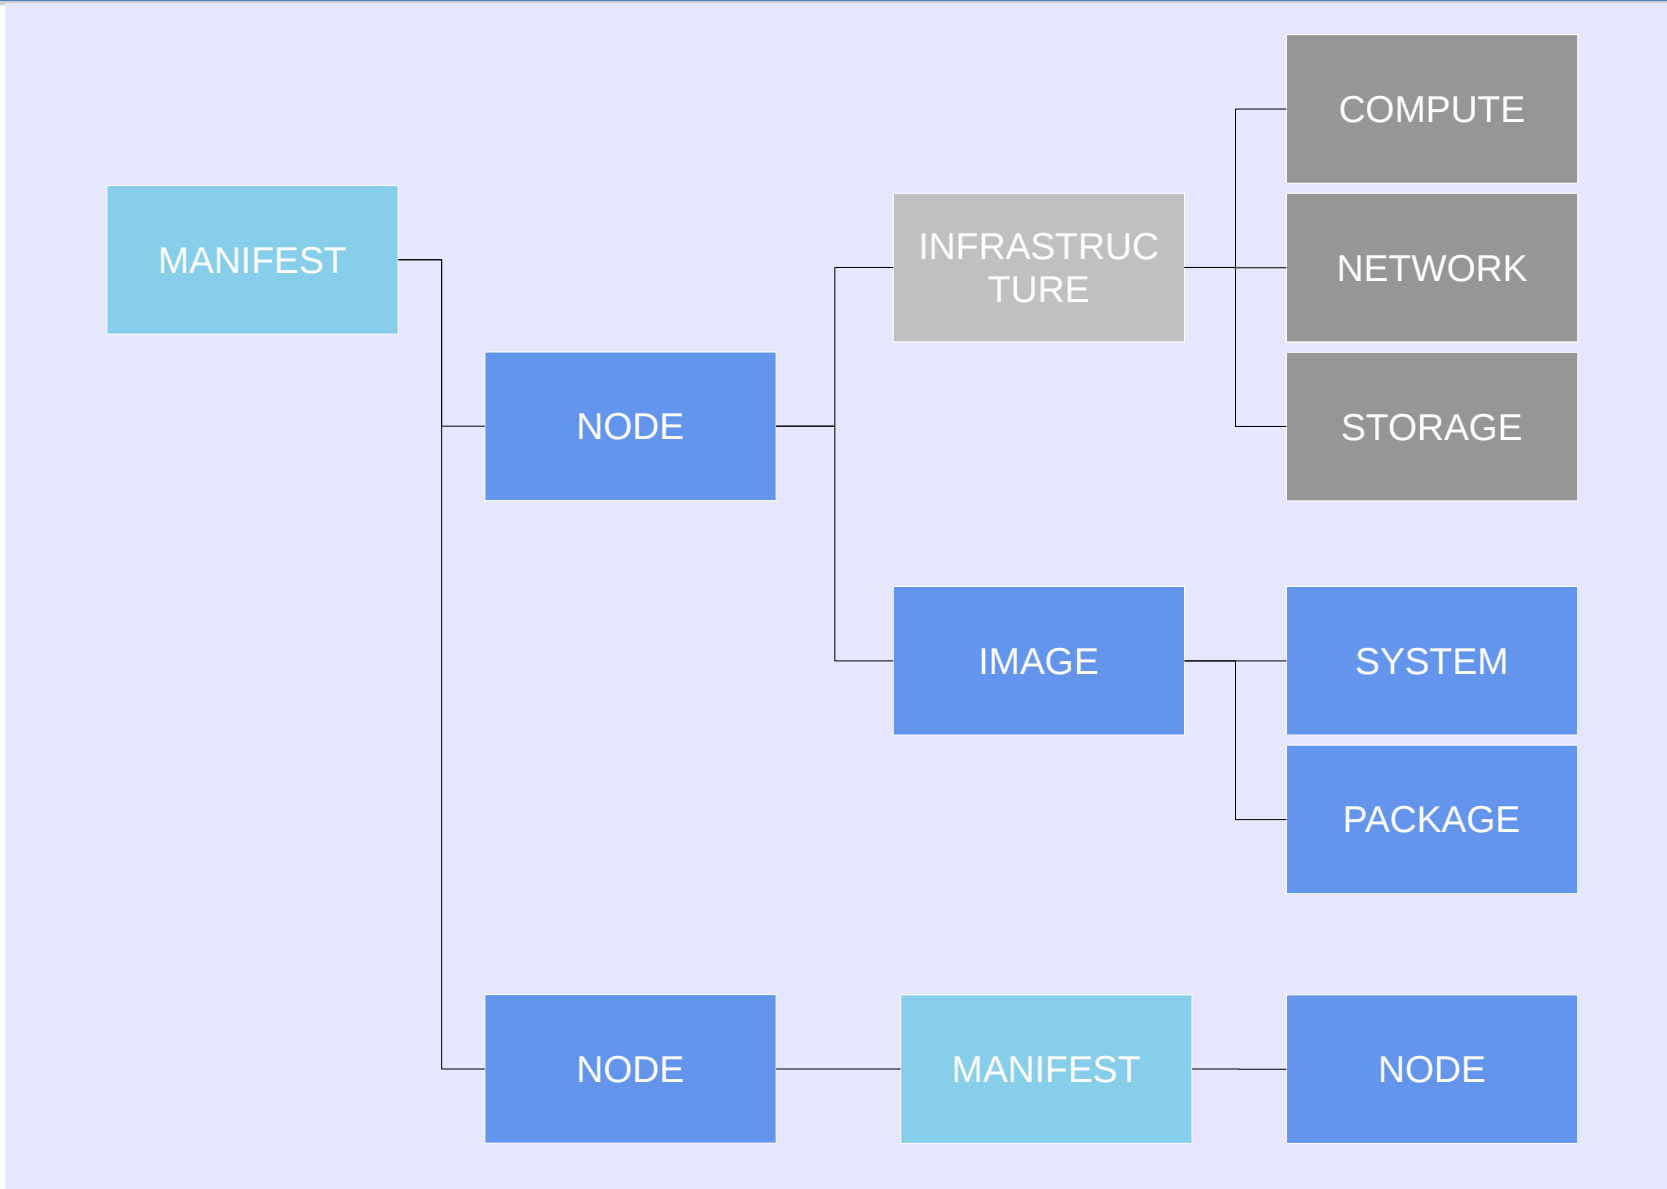 COMPUTE
MANIFEST
INFRASTRUC
TURE
NETWORK
NODE
STORAGE
IMAGE
SYSTEM
PACKAGE
NODE
MANIFEST
NODE